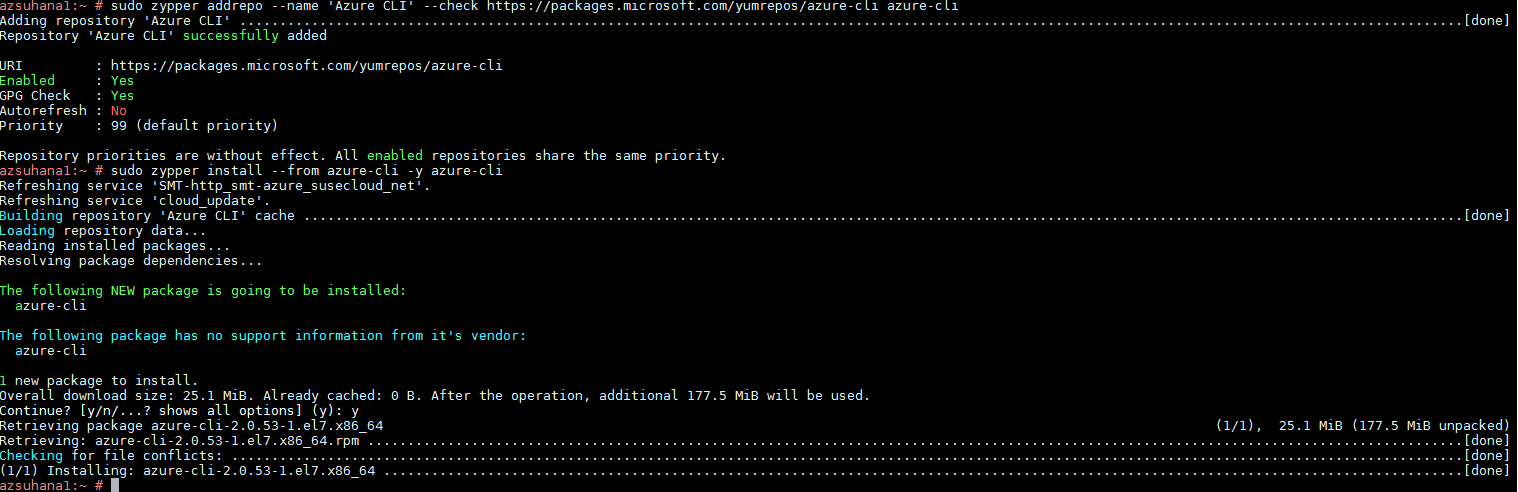 azsuhana1:~ # sudo zypper addrepo --name 'Azure CLI' --check https://packages.microsoft.com/yumrepos/azure-cli azure-cli
Adding repository 'Azure CLI' ..............................................................................................................................................[done]
Repository 'Azure CLI' successfully added
URI : https://packages.microsoft.com/yumrepos/azure-cli
Enabled : Yes
GPG Check : Yes
Autorefresh : No
Priority : 99 (default priority)
Repository priorities are without effect. All enabled repositories share the same priority.
azsuhana1:~ # sudo zypper install --from azure-cli -y azure-cli
Refreshing service 'SMT-http_smt-azure_susecloud_net'.
Refreshing service 'cloud_update'.
Building repository 'Azure CLI' cache ......................................................................................................................................[done]
Loading repository data...
Reading installed packages...
Resolving package dependencies...
The following NEW package is going to be installed:
azure-cli
The following package has no support information from it's vendor:
azure-cli
1 new package to install.
Overall download size: 25.1 MiB. Already cached: 0 B. After the operation, additional 177.5 MiB will be used.
Continue? [y/n/...? shows all options] (y): y
Retrieving package azure-cli-2.0.53-1.el7.x86_64 (1/1), 25.1 MiB (177.5 MiB unpacked)
Retrieving: azure-cli-2.0.53-1.el7.x86_64.rpm ..............................................................................................................................[done]
Checking for file conflicts: ...............................................................................................................................................[done]
(1/1) Installing: azure-cli-2.0.53-1.el7.x86_64 ............................................................................................................................[done]
azsuhana1:~ #